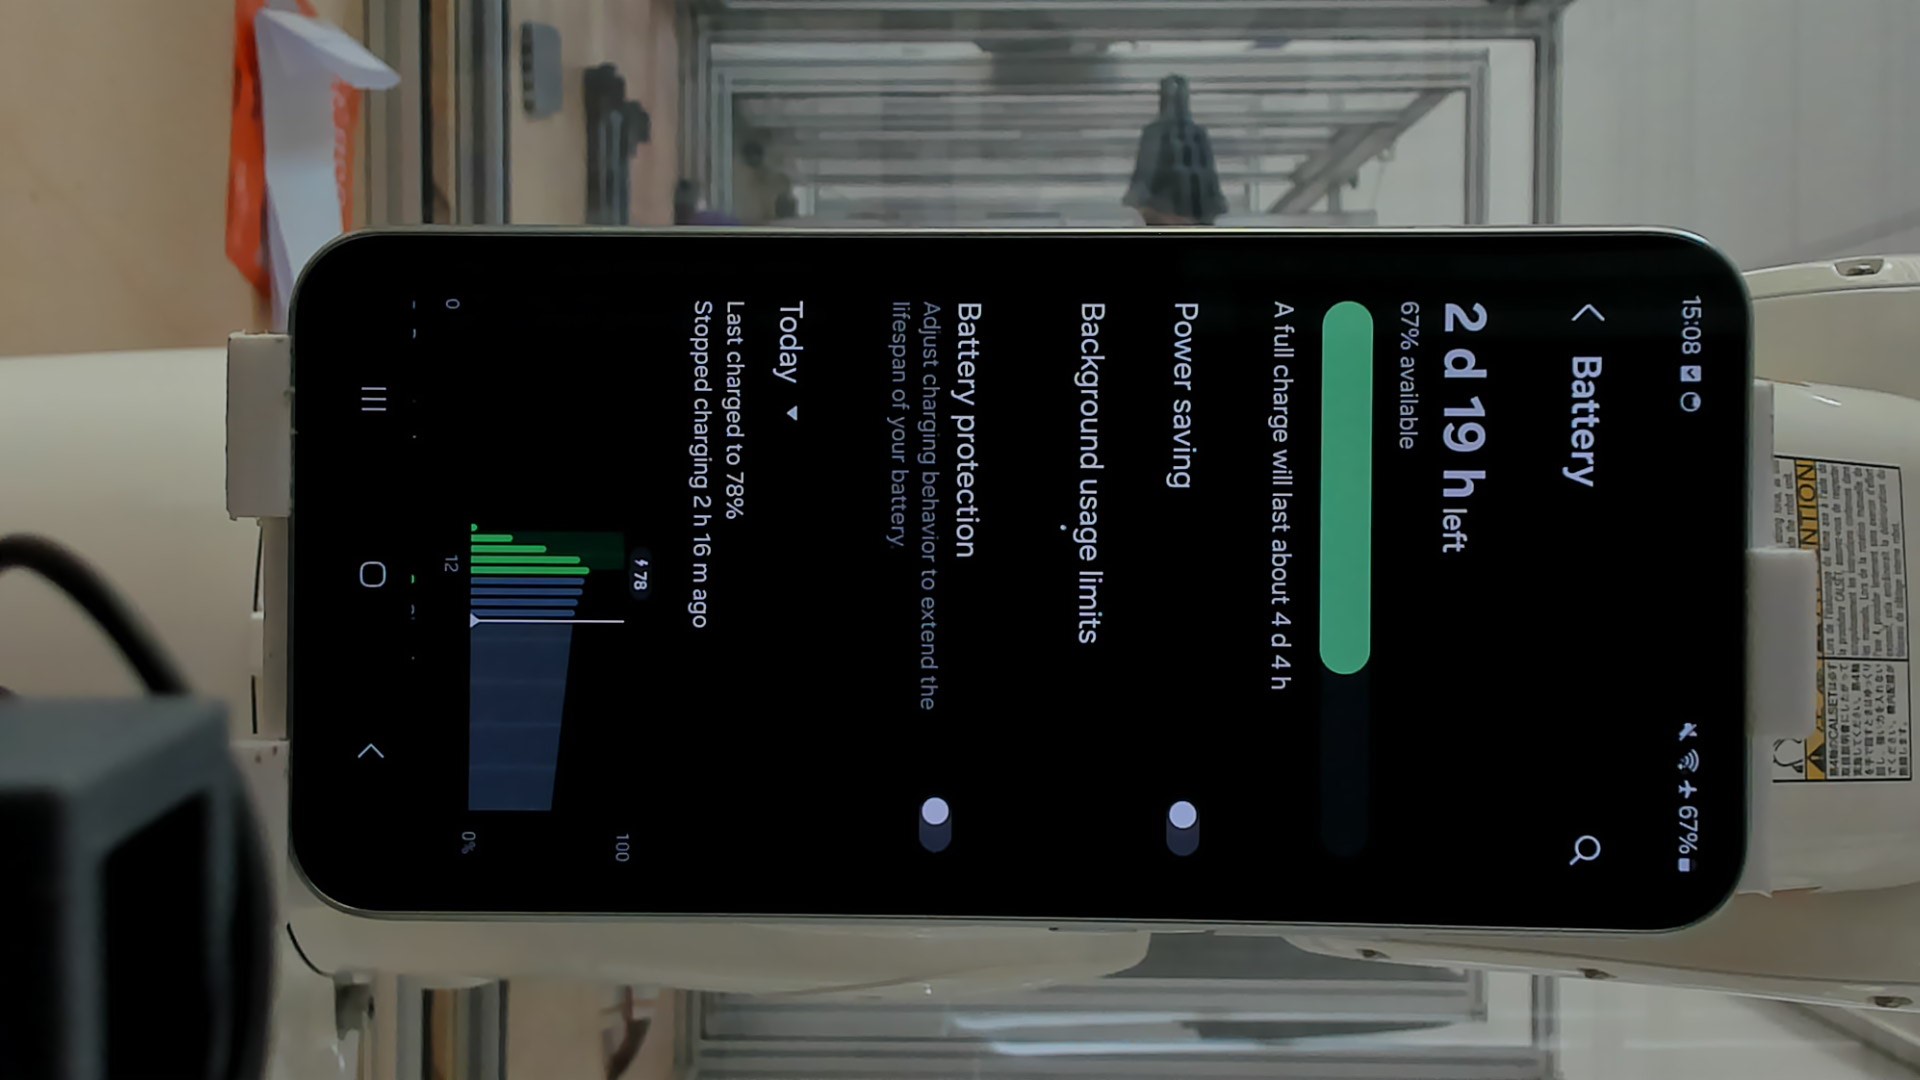 15:08
67%
Battery
2 d 19 h left
67% available
A full charge will last about 4 d 4 h
Power saving
Background usage limits
Battery protection
Adjust charging behavior to extend the
lifespan of your battery.
Today
Last charged to 78%
Stopped charging 2 h 16 m ago
78
100
0%
0
12